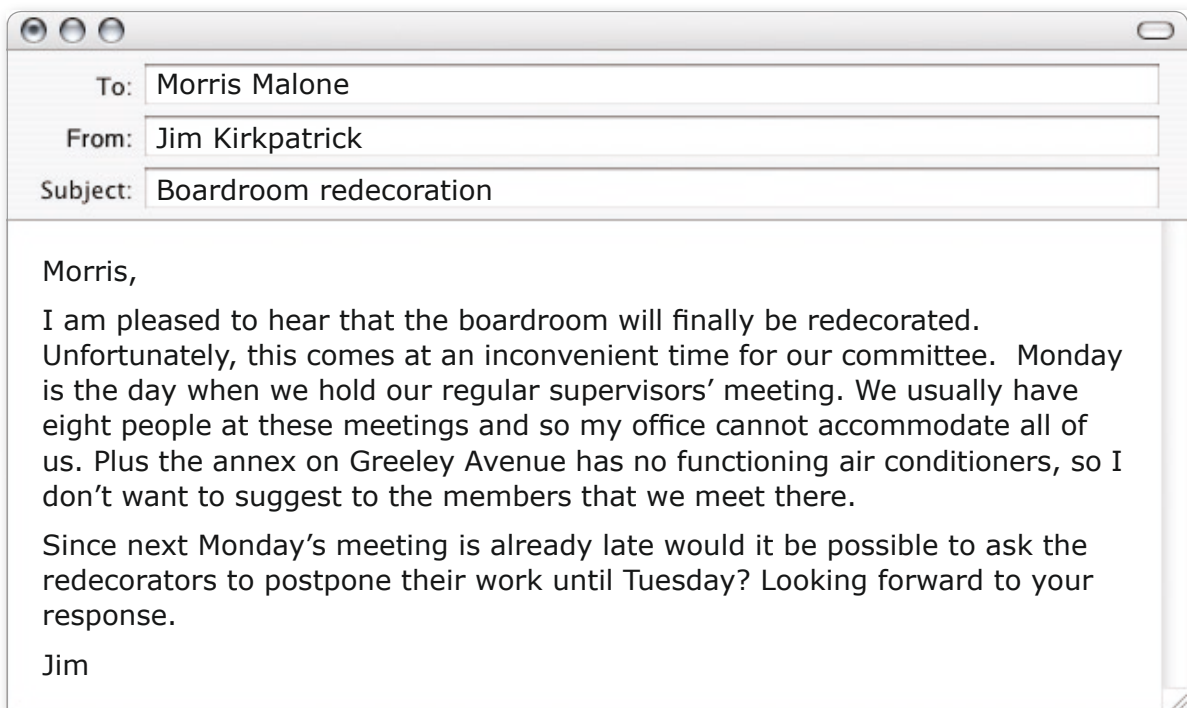 To: Morris Malone
From: Jim Kirkpatrick
Subject: Boardroom redecoration
Morris,
I am pleased to hear that the boardroom will finally be redecorated.
Unfortunately, this comes at an inconvenient time for our committee.  Monday
is the day when we hold our regular supervisors’ meeting. We usually have
eight people at these meetings and so my office cannot accommodate all of
us. Plus the annex on Greeley Avenue has no functioning air conditioners, so I
don’t want to suggest to the members that we meet there.
Since next Monday’s meeting is already late would it be possible to ask the
redecorators to postpone their work until Tuesday? Looking forward to your
response.
Jim